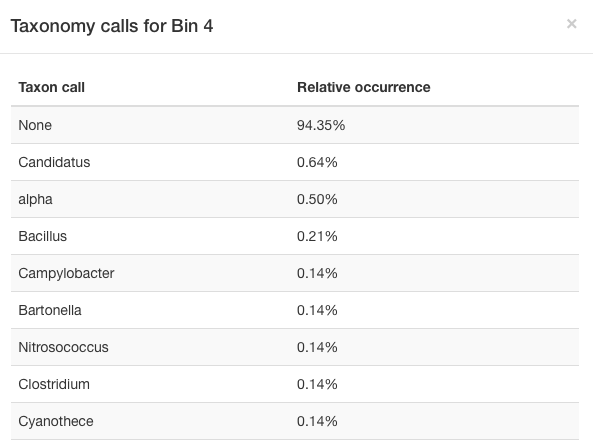 Taxonomy calls for Bin 4 ×
Taxon call Relative occurrence
None 94.35%
Candidatus 0.64%
alpha 0.50%
Bacillus 0.21%
Campylobacter 0.14%
Bartonella 0.14%
Nitrosococcus 0.14%
Clostridium 0.14%
Cyanothece 0.14%